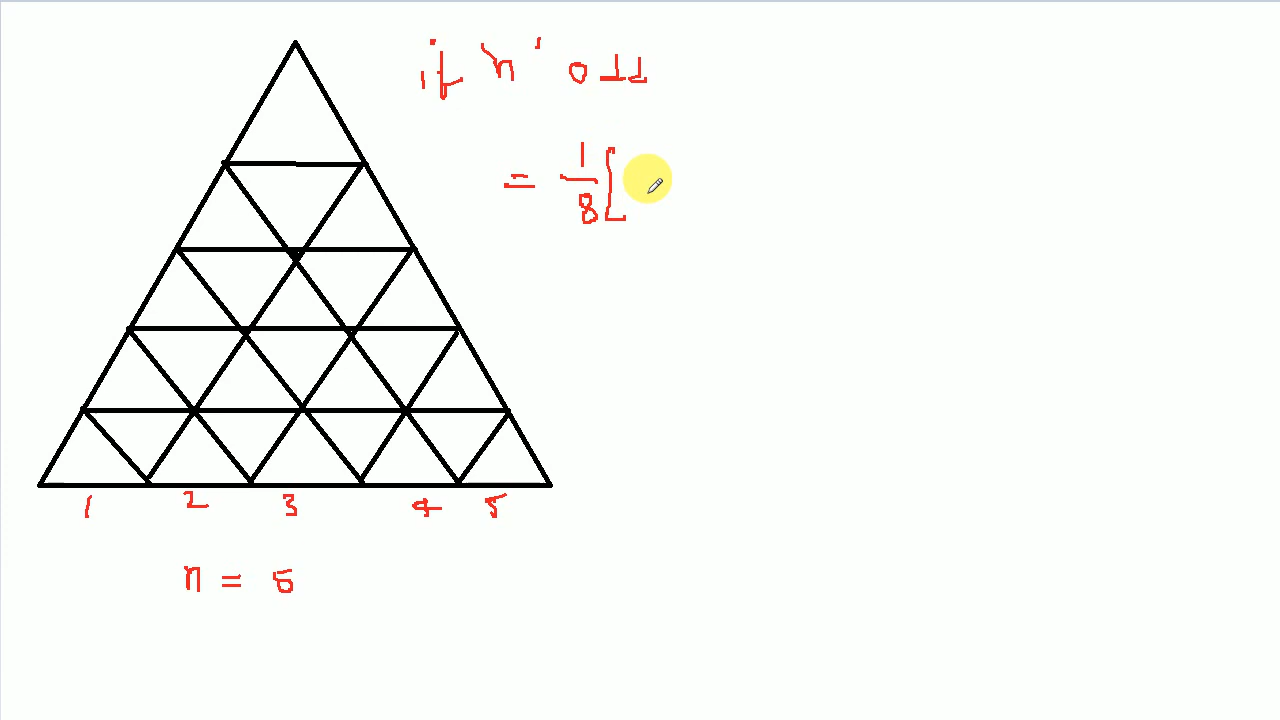 if 'n' odd
= 1/8 [
1 2 3 4 5
n = 5